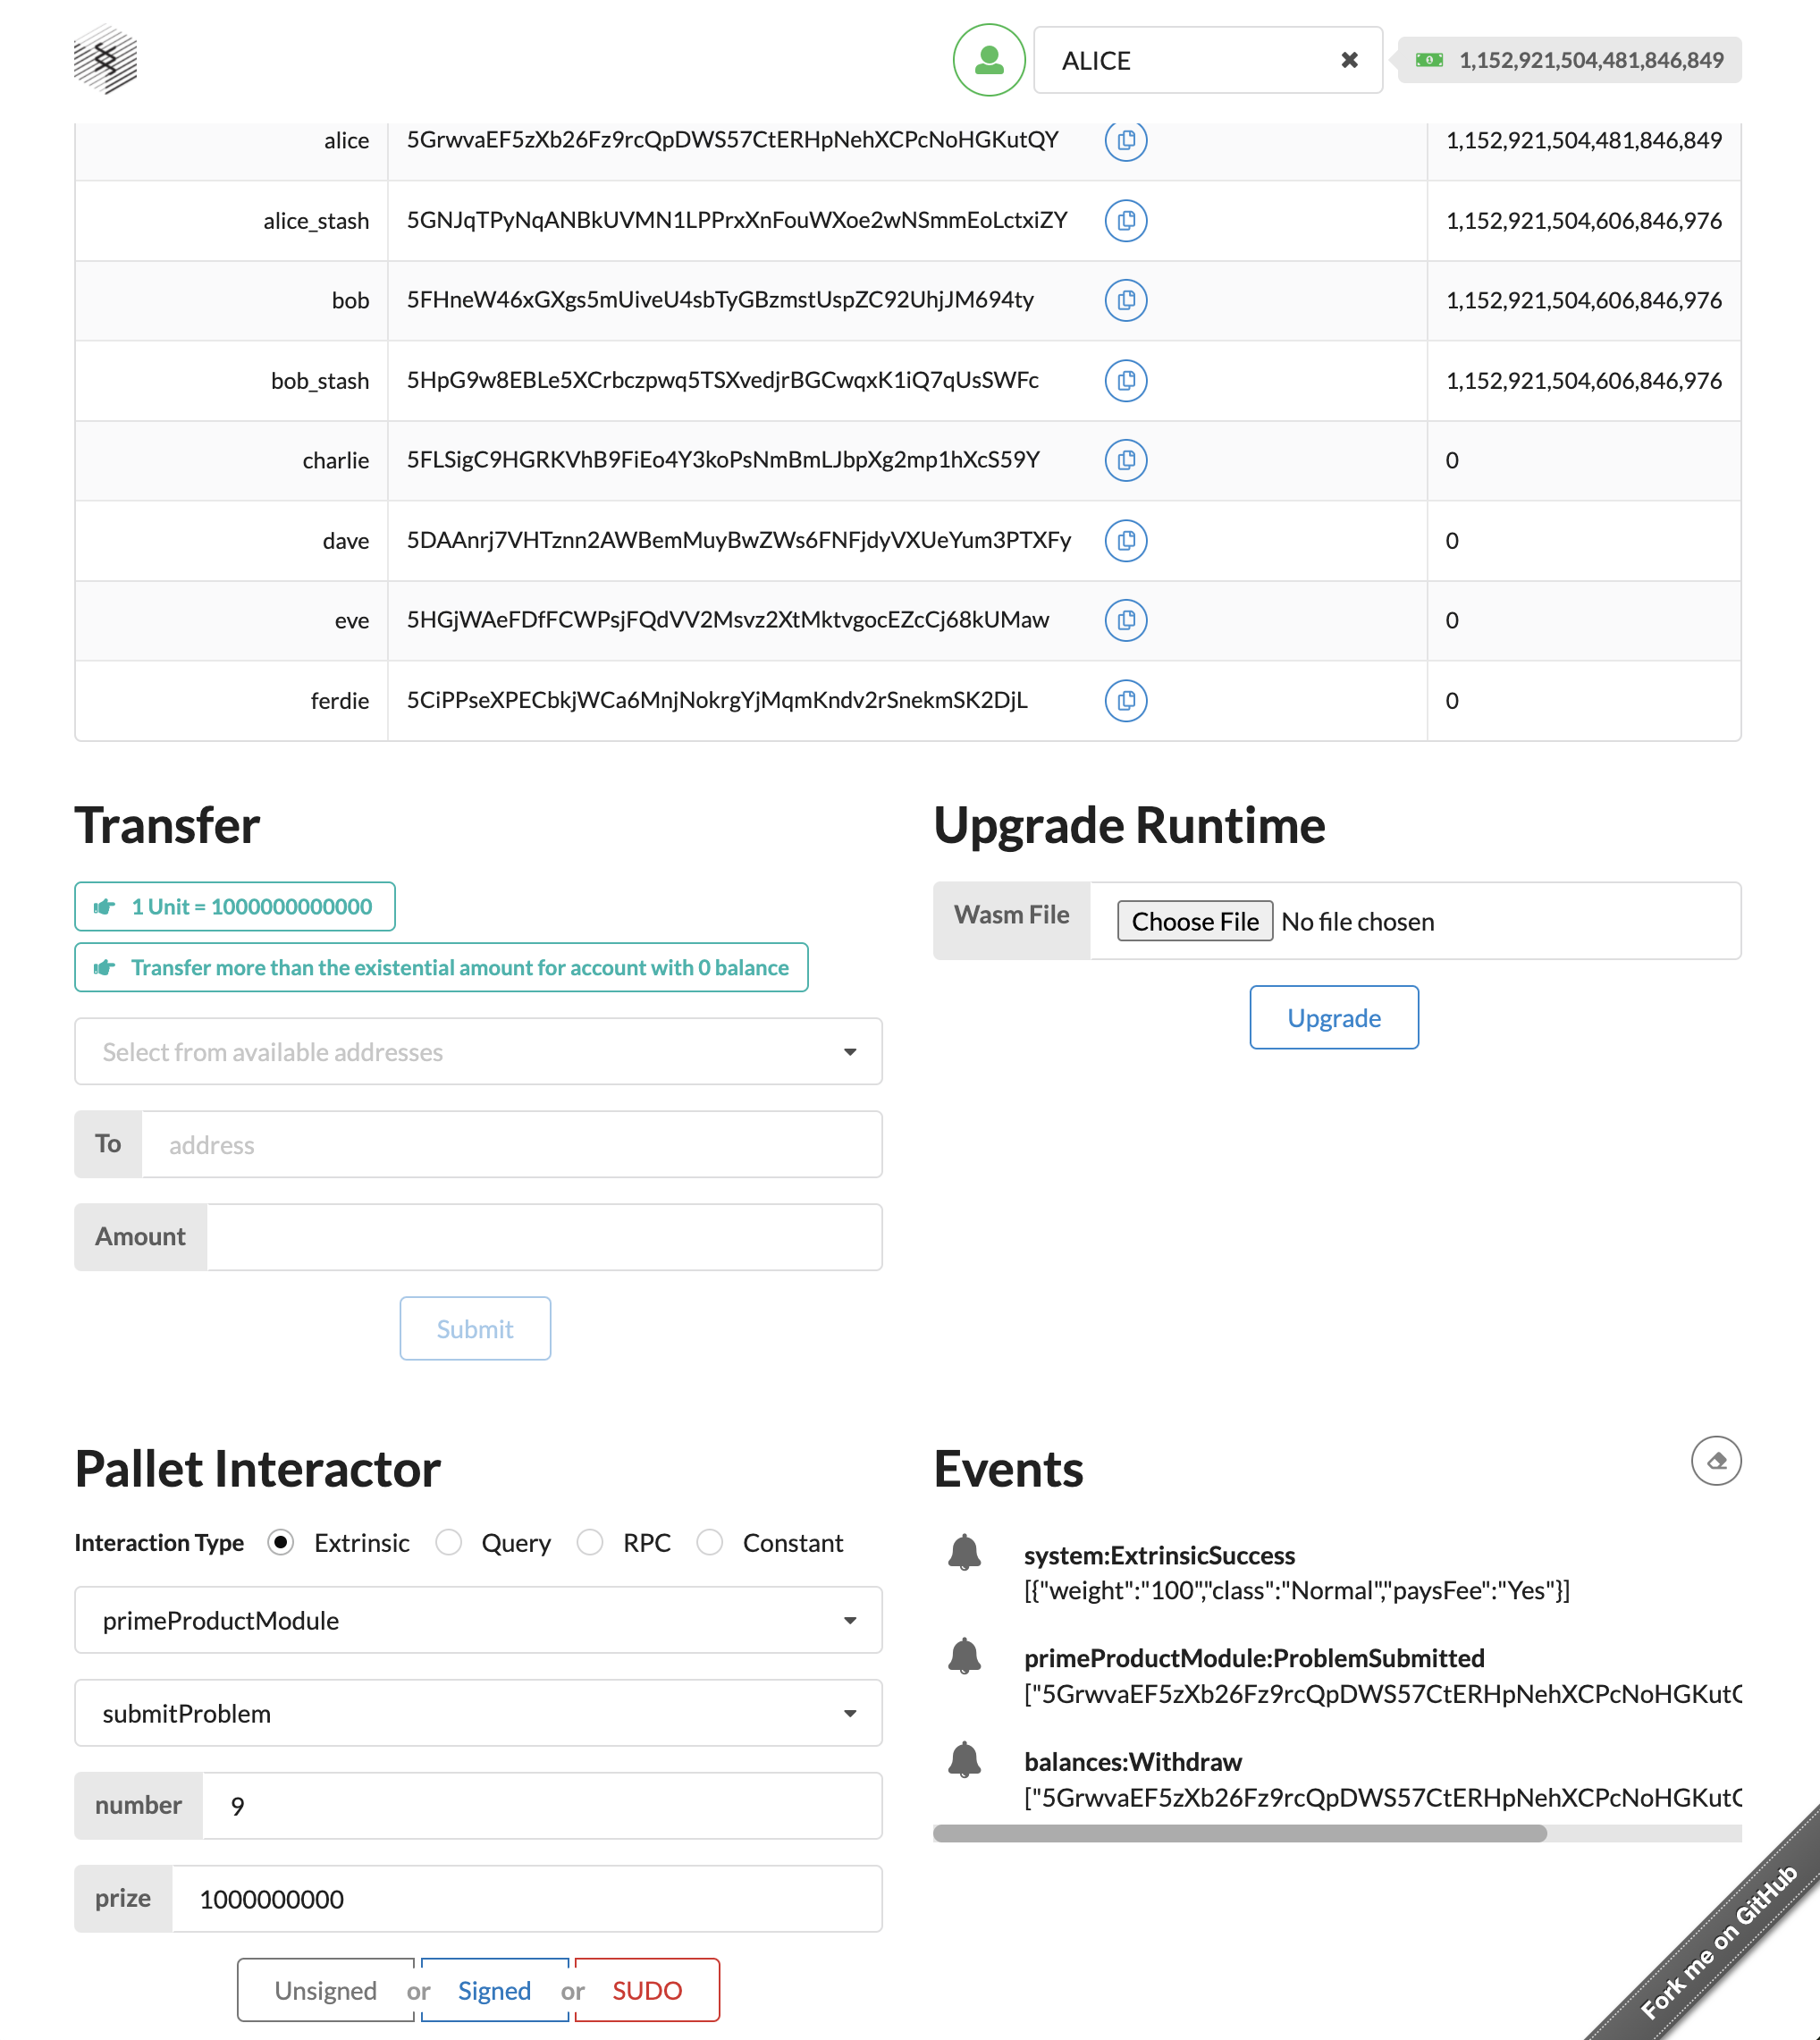 ALICE
1,152,921,504,481,846,849
alice 5GrwvaEF5zXb26Fz9rcQpDWS57CtERHpNehXCPcNoHGKutQY 1,152,921,504,481,846,849
alice_stash 5GNJqTPyNqANBkUVMN1LPPrxXnFouWXoe2wNSmmEoLctxiZY 1,152,921,504,606,846,976
bob 5FHneW46xGXgs5mUiveU4sbTyGBzmstUspZC92UhjJM694ty 1,152,921,504,606,846,976
bob_stash 5HpG9w8EBLe5XCrbczpwq5TSXvedjrBGCwqxK1iQ7qUsSWFc 1,152,921,504,606,846,976
charlie 5FLSigC9HGRKVhB9FiEo4Y3koPsNmBmLJbpXg2mp1hXcS59Y 0
dave 5DAAnrj7VHTznn2AWBemMuyBwZWs6FNFjdyVXUeYum3PTXFy 0
eve 5HGjWAeFDfFCWPsjFQdVV2Msvz2XtMktvgocEZcCj68kUMaw 0
ferdie 5CiPPseXPECbkjWCa6MnjNokrgYjMqmKndv2rSnekmSK2DjL 0
Transfer
1 Unit = 1000000000000
Transfer more than the existential amount for account with 0 balance
Select from available addresses
To address
Amount
Submit
Upgrade Runtime
Wasm File Choose File No file chosen
Upgrade
Pallet Interactor
Interaction Type Extrinsic Query RPC Constant
primeProductModule
submitProblem
number 9
prize 1000000000
Unsigned or Signed or SUDO
Events
system:ExtrinsicSuccess
[{"weight":"100","class":"Normal","paysFee":"Yes"}]
primeProductModule:ProblemSubmitted
["5GrwvaEF5zXb26Fz9rcQpDWS57CtERHpNehXCPcNoHGKut
balances:Withdraw
["5GrwvaEF5zXb26Fz9rcQpDWS57CtERHpNehXCPcNoHGKut
Fork me on GitHub